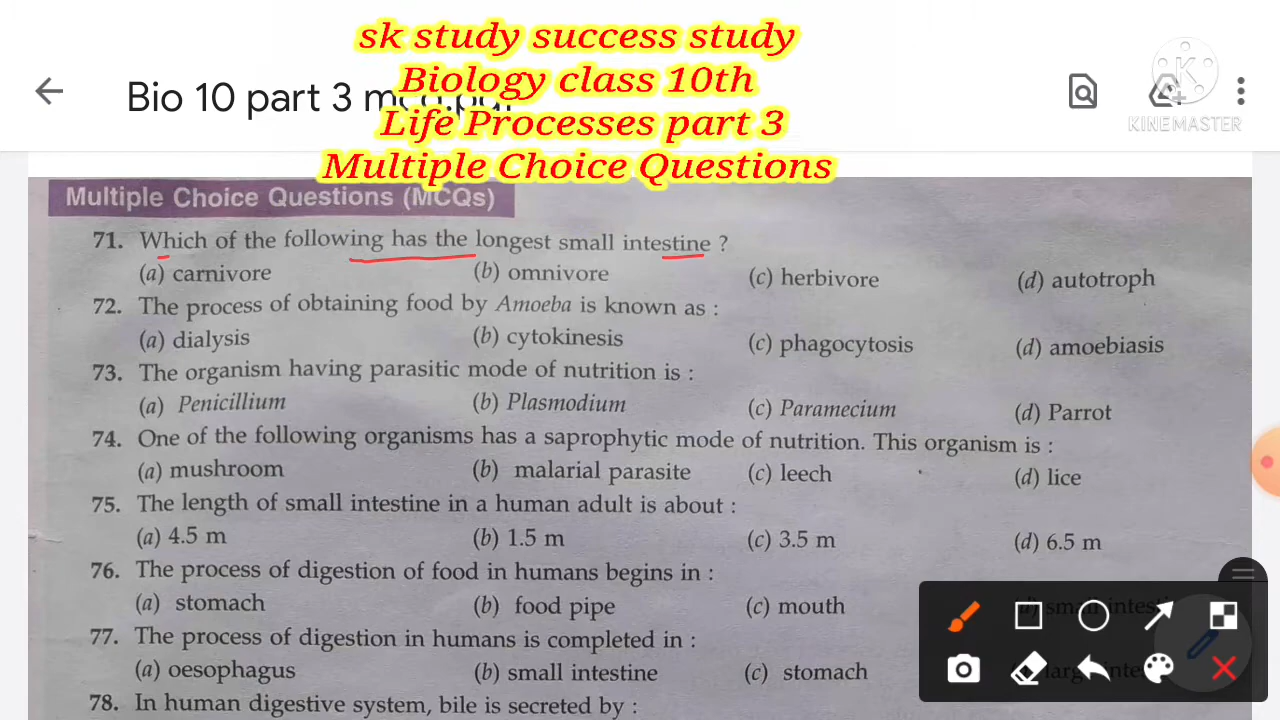 sk study success study
Biology class 10th
Bio 10 part 3 mcq.pdf
Life Processes part 3
Multiple Choice Questions
KINEMASTER
Multiple Choice Questions (MCQs)
71. Which of the following has the longest small intestine ?
(a) carnivore (b) omnivore (c) herbivore (d) autotroph
72. The process of obtaining food by Amoeba is known as :
(a) dialysis (b) cytokinesis (c) phagocytosis (d) amoebiasis
73. The organism having parasitic mode of nutrition is :
(a) Penicillium (b) Plasmodium (c) Paramecium (d) Parrot
74. One of the following organisms has a saprophytic mode of nutrition. This organism is :
(a) mushroom (b) malarial parasite (c) leech (d) lice
75. The length of small intestine in a human adult is about :
(a) 4.5 m (b) 1.5 m (c) 3.5 m (d) 6.5 m
76. The process of digestion of food in humans begins in :
(a) stomach (b) food pipe (c) mouth (d) small
77. The process of digestion in humans is completed in :
(a) oesophagus (b) small intestine (c) stomach
78. In human digestive system, bile is secreted by :